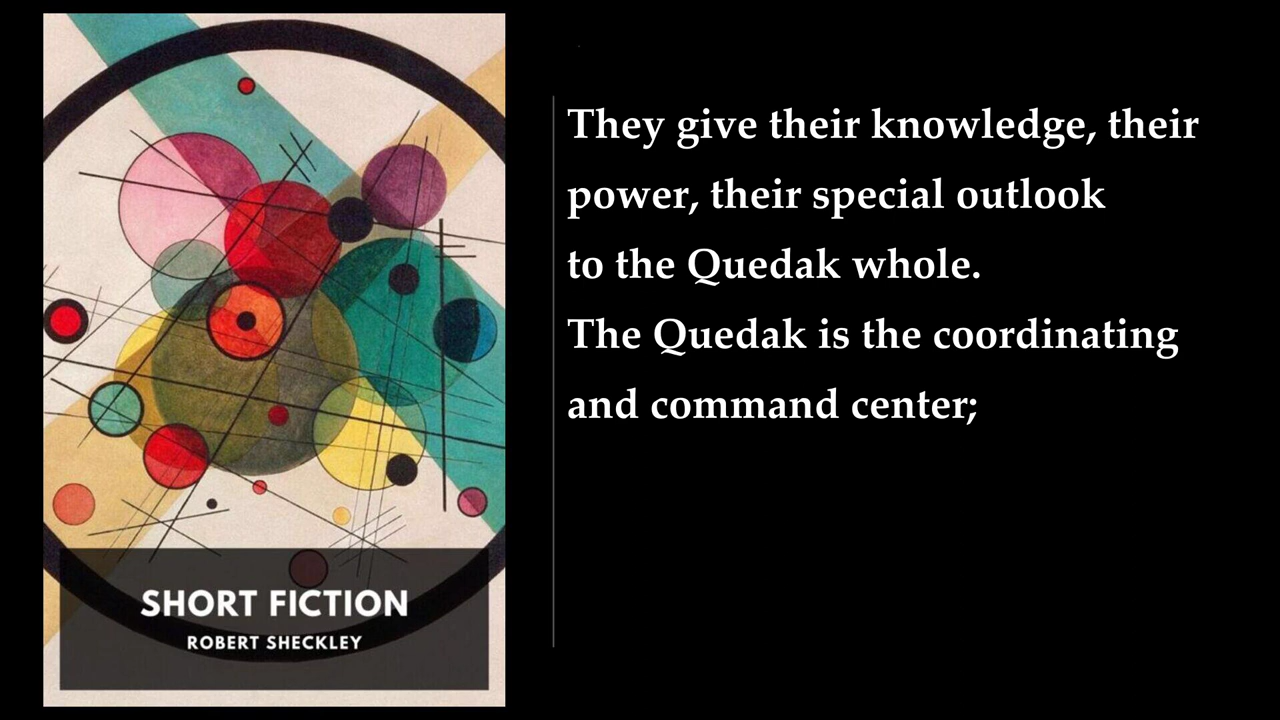 SHORT FICTION
ROBERT SHECKLEY
They give their knowledge, their
power, their special outlook
to the Quedak whole.
The Quedak is the coordinating
and command center;